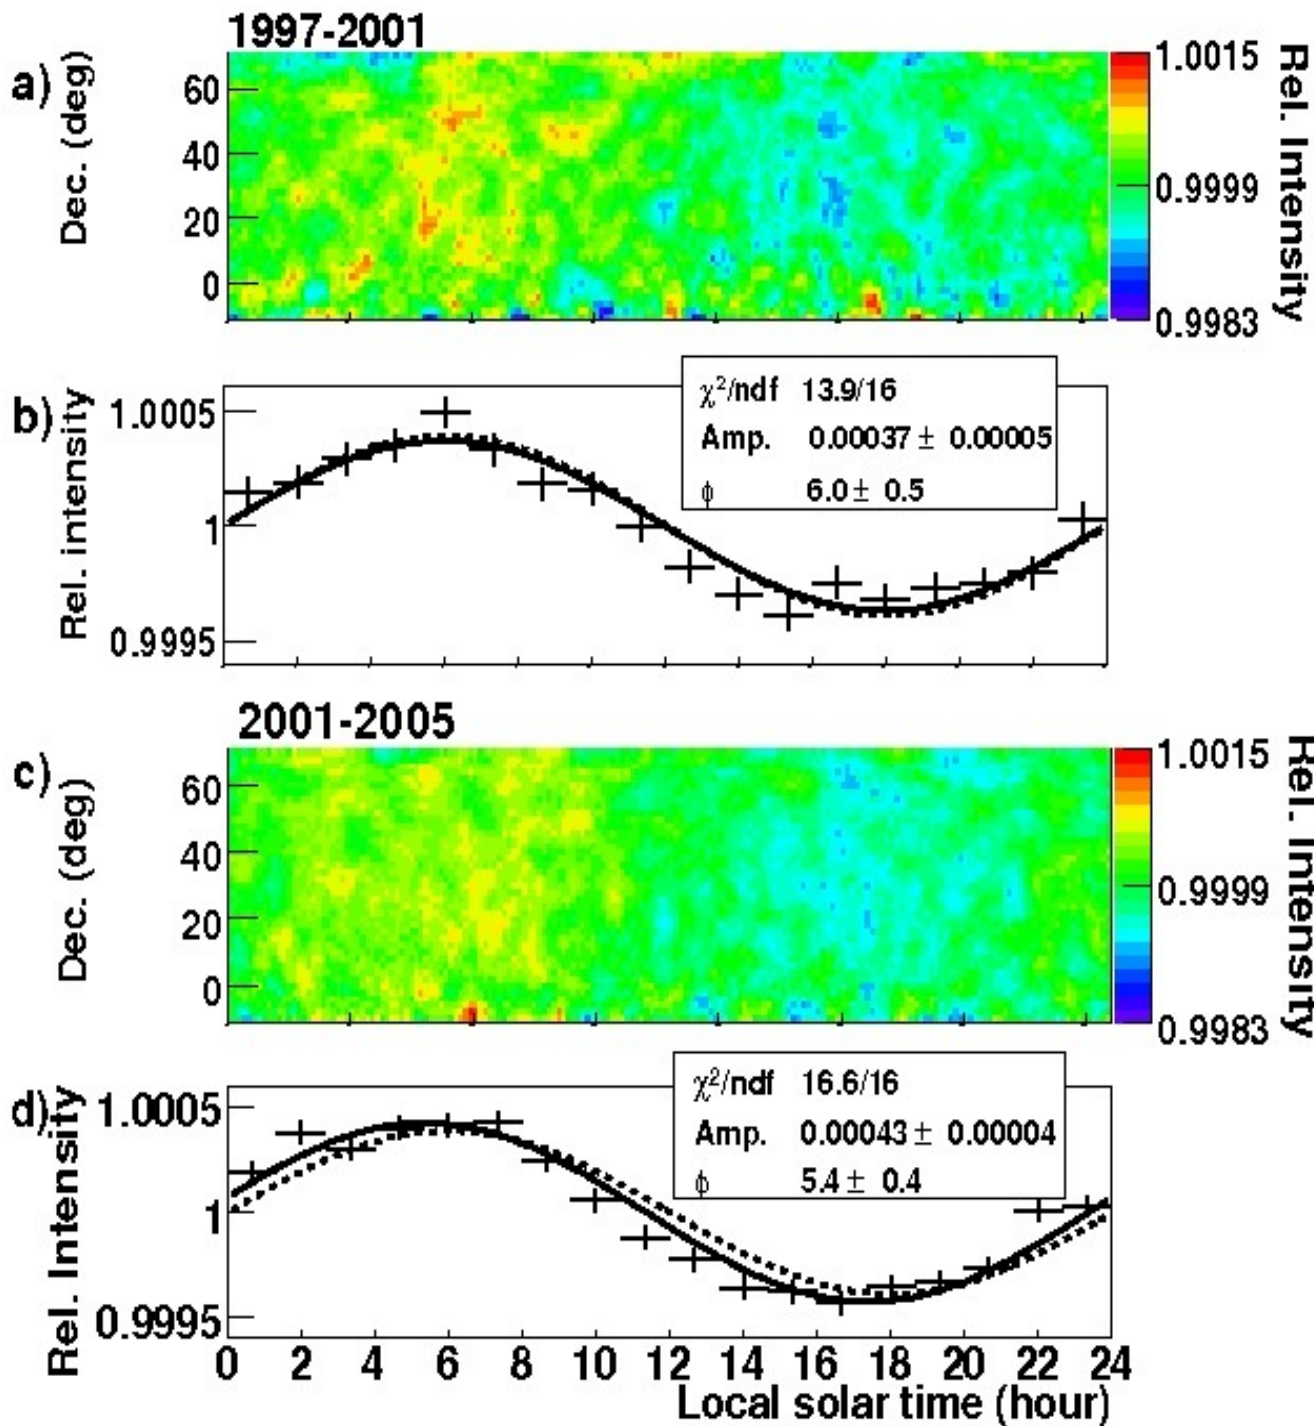 1997-2001
a)
Dec. (deg)
60
40
20
0
1.0015
0.9999
0.9983
Rel. Intensity
b)
Rel. intensity
1.0005
1
0.9995
χ²/ndf 13.9/16
Amp. 0.00037 ± 0.00005
ϕ 6.0 ± 0.5
2001-2005
c)
Dec. (deg)
60
40
20
0
1.0015
0.9999
0.9983
Rel. Intensity
d)
Rel. Intensity
1.0005
1
0.9995
χ²/ndf 16.6/16
Amp. 0.00043 ± 0.00004
ϕ 5.4 ± 0.4
0 2 4 6 8 10 12 14 16 18 20 22 24
Local solar time (hour)